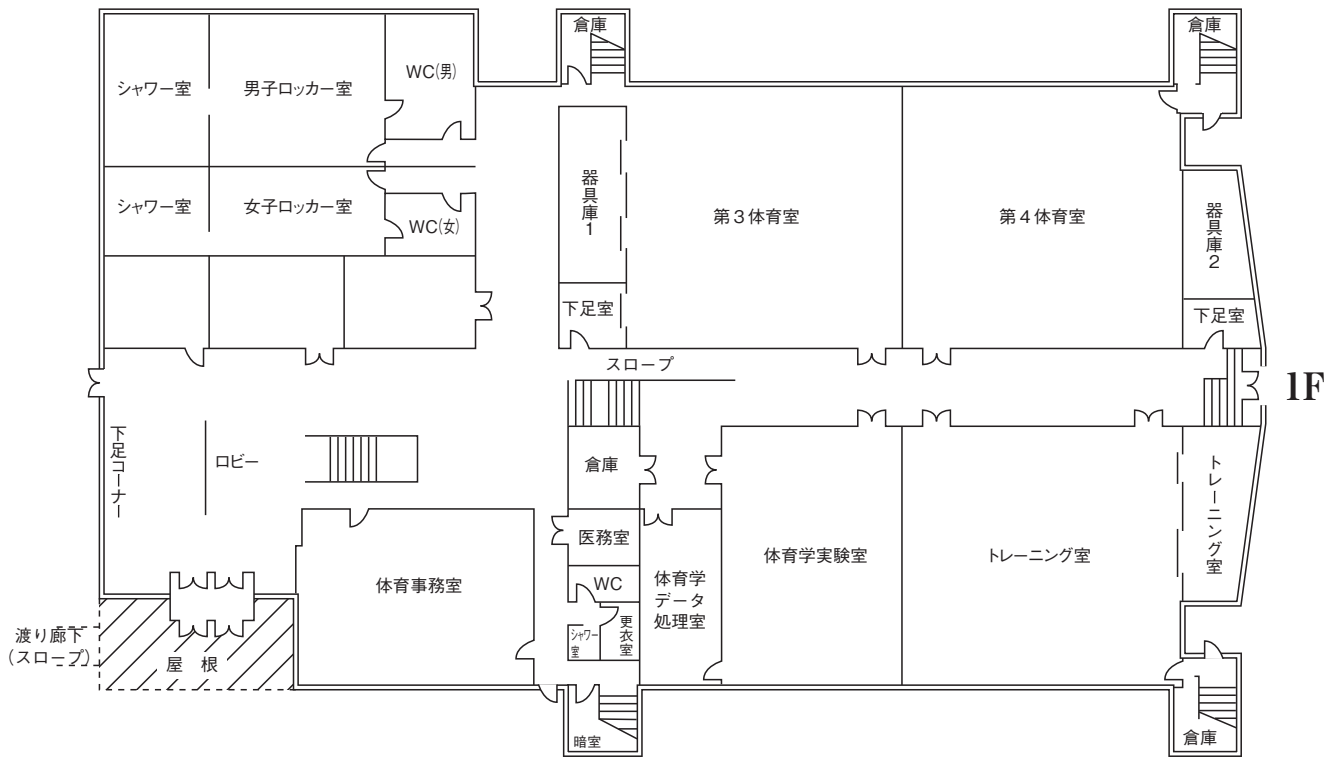 倉庫
倉庫
シャワー室
男子ロッカー室
WC(男)
シャワー室
女子ロッカー室
WC(女)
器具庫1
第3体育室
第4体育室
器具庫2
下足室
下足室
スロープ
1F
下足コーナー
ロビー
倉庫
トレーニング室
医務室
体育事務室
WC
体育学
データ
処理室
体育学実験室
トレーニング室
シャワー
室
更衣室
渡り廊下
(スロープ)
屋 根
暗室
倉庫